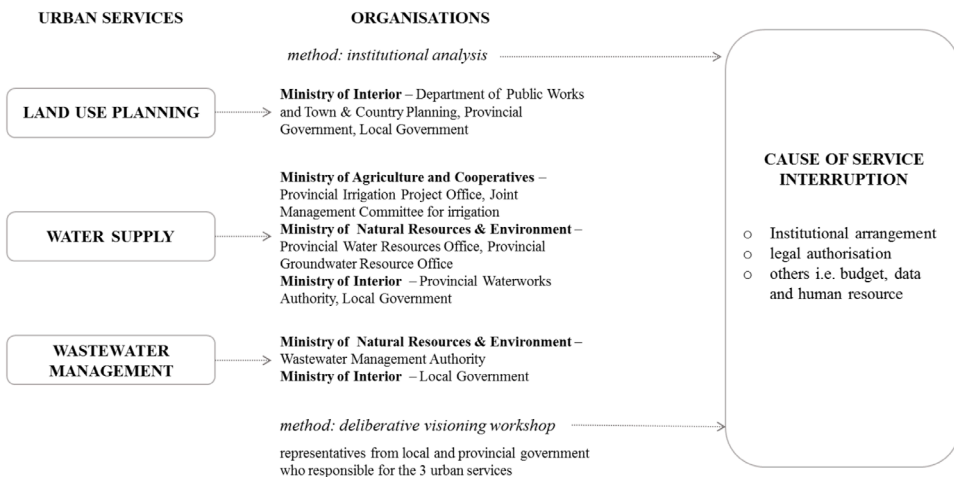 URBAN SERVICES
ORGANISATIONS
method: institutional analysis
LAND USE PLANNING
Ministry of Interior – Department of Public Works
and Town & Country Planning, Provincial
Government, Local Government
WATER SUPPLY
Ministry of Agriculture and Cooperatives –
Provincial Irrigation Project Office, Joint
Management Committee for irrigation
Ministry of Natural Resources & Environment –
Provincial Water Resources Office, Provincial
Groundwater Resource Office
Ministry of Interior – Provincial Waterworks
Authority, Local Government
WASTEWATER
MANAGEMENT
Ministry of Natural Resources & Environment –
Wastewater Management Authority
Ministry of Interior – Local Government
method: deliberative visioning workshop
representatives from local and provincial government
who responsible for the 3 urban services
CAUSE OF SERVICE
INTERRUPTION
o Institutional arrangement
o legal authorisation
o others i.e. budget, data
and human resource